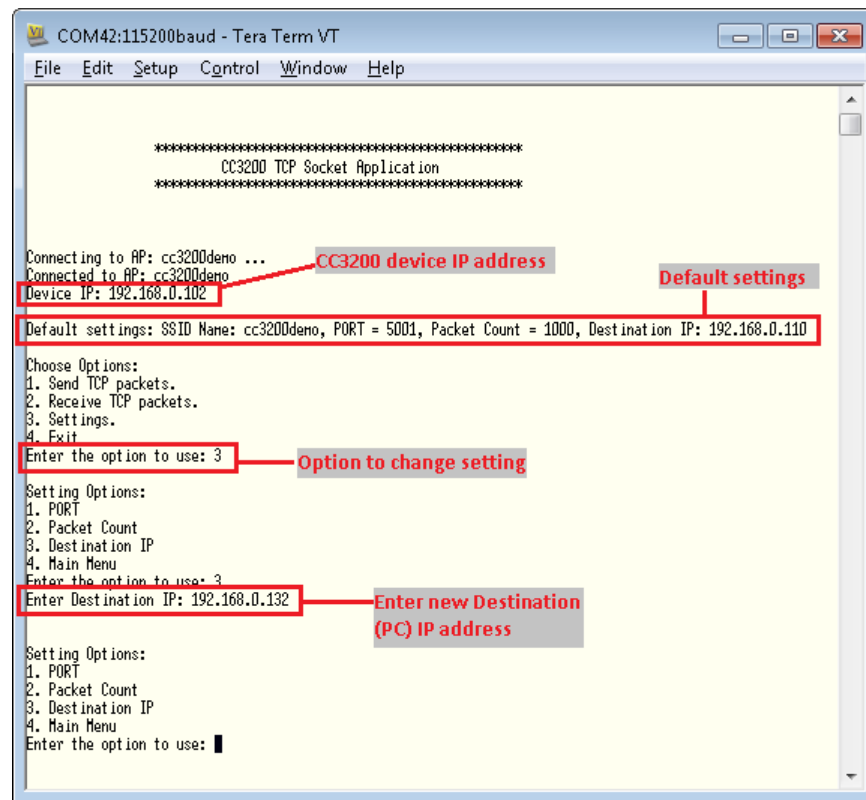 COM42:115200baud - Tera Term VT
File Edit Setup Control Window Help
*************************************************
CC3200 TCP Socket Application
*************************************************
Connecting to AP: cc3200demo ...
CC3200 device IP address
Connected to AP: cc3200demo
Default settings
Device IP: 192.168.0.102
Default settings: SSID Name: cc3200demo, PORT = 5001, Packet Count = 1000, Destination IP: 192.168.0.110
Choose Options:
1. Send TCP packets.
2. Receive TCP packets.
3. Settings.
4. Exit
Enter the option to use: 3
Option to change setting
Setting Options:
1. PORT
2. Packet Count
3. Destination IP
4. Main Menu
Enter the option to use: 3
Enter Destination IP: 192.168.0.132
Enter new Destination
(PC) IP address
Setting Options:
1. PORT
2. Packet Count
3. Destination IP
4. Main Menu
Enter the option to use: